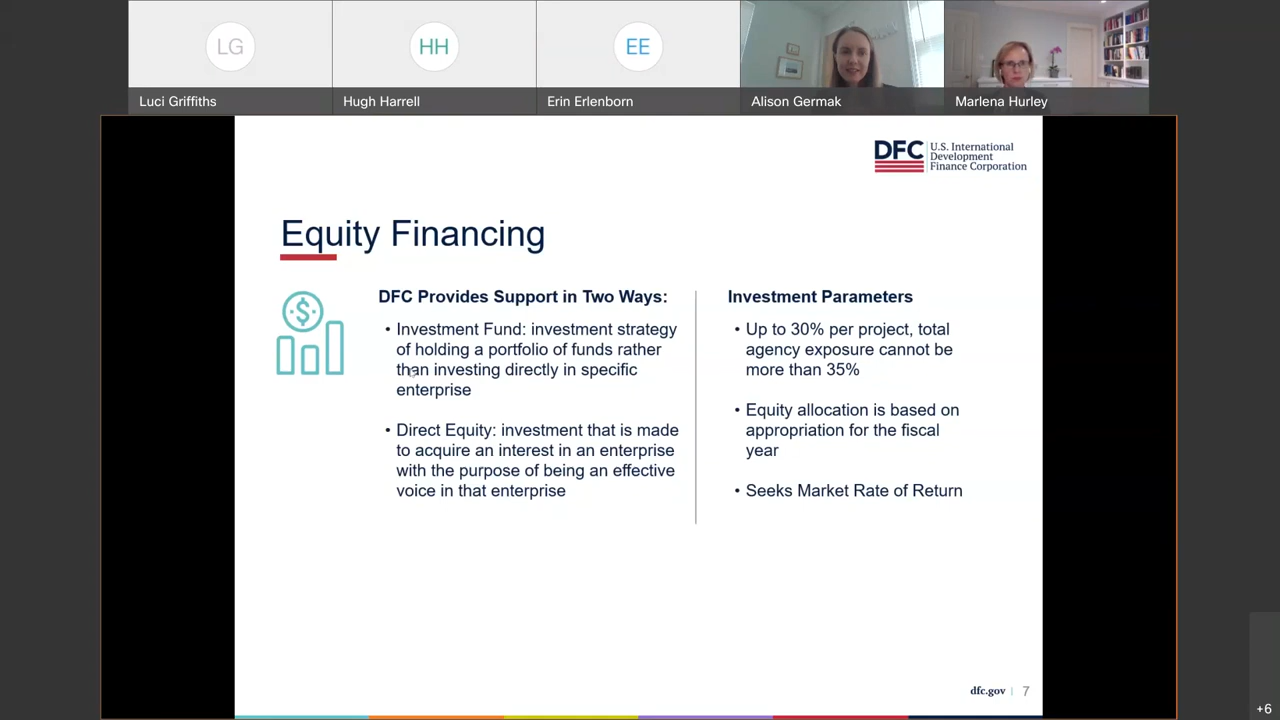 LG
HH
EE
Luci Griffiths
Hugh Harrell
Erin Erlenborn
Alison Germak
Marlena Hurley
DFC
U.S. International
Development
Finance Corporation
Equity Financing
$
DFC Provides Support in Two Ways:
• Investment Fund: investment strategy
of holding a portfolio of funds rather
than investing directly in specific
enterprise
• Direct Equity: investment that is made
to acquire an interest in an enterprise
with the purpose of being an effective
voice in that enterprise
Investment Parameters
• Up to 30% per project, total
agency exposure cannot be
more than 35%
• Equity allocation is based on
appropriation for the fiscal
year
• Seeks Market Rate of Return
dfc.gov | 7
+6